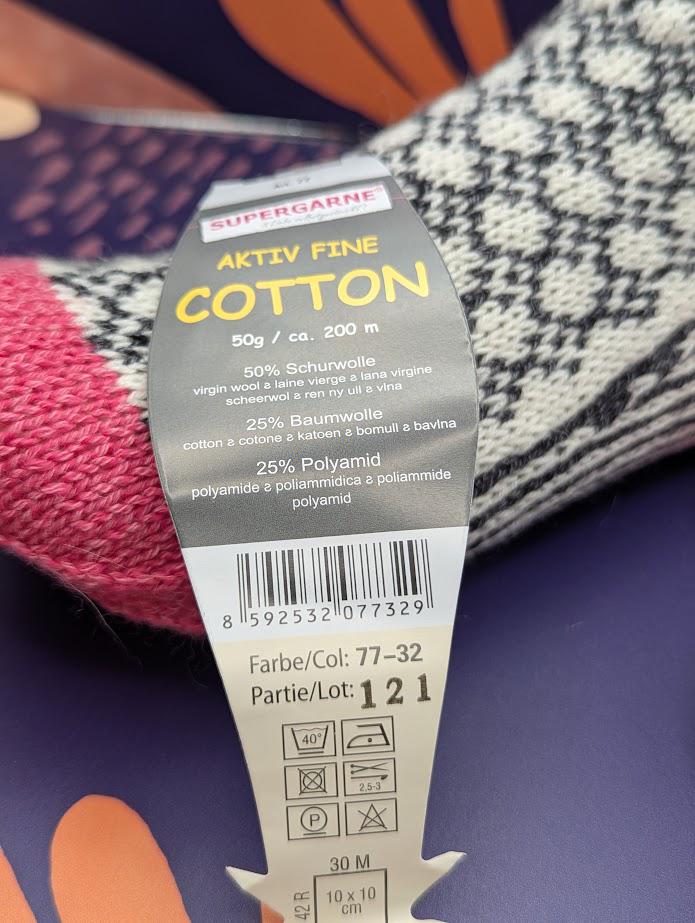 SUPERGARNE
AKTIV FINE
COTTON
50g / ca. 200 m
50% Schurwolle
virgin wool ƨ laine vierge ƨ lana virgine
scheerwol ƨ ren ny ull ƨ vlna
25% Baumwolle
cotton ƨ cotone ƨ katoen ƨ bomull ƨ bavlna
25% Polyamid
polyamide ƨ poliammidica ƨ poliammide
polyamid
8 592532 077329
Farbe/Col: 77-32
Partie/Lot: 121
40°
2,5-3
P
30 M
42 R
10 x 10
cm